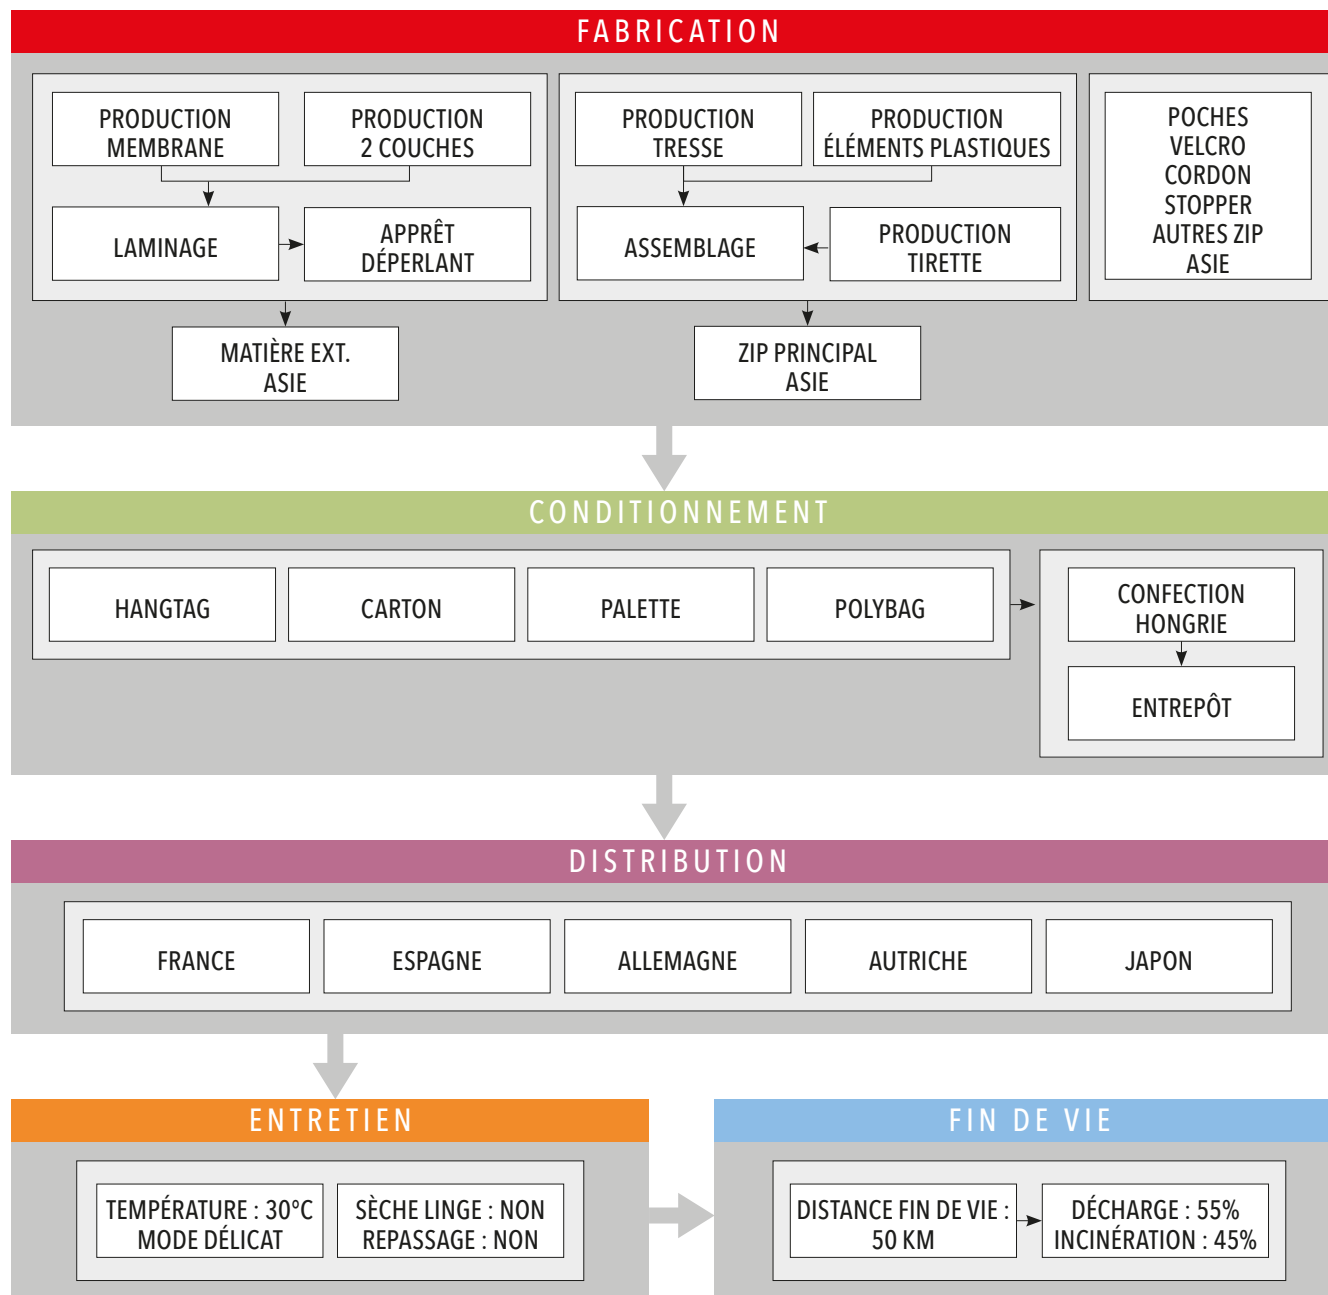 FABRICATION
PRODUCTION
MEMBRANE
PRODUCTION
2 COUCHES
LAMINAGE
APPRÊT
DÉPERLANT
MATIÈRE EXT.
ASIE
PRODUCTION
TRESSE
PRODUCTION
ÉLÉMENTS PLASTIQUES
ASSEMBLAGE
PRODUCTION
TIRETTE
ZIP PRINCIPAL
ASIE
POCHES
VELCRO
CORDON
STOPPER
AUTRES ZIP
ASIE
CONDITIONNEMENT
HANGTAG
CARTON
PALETTE
POLYBAG
CONFECTION
HONGRIE
ENTREPÔT
DISTRIBUTION
FRANCE
ESPAGNE
ALLEMAGNE
AUTRICHE
JAPON
ENTRETIEN
TEMPÉRATURE : 30°C
MODE DÉLICAT
SÈCHE LINGE : NON
REPASSAGE : NON
FIN DE VIE
DISTANCE FIN DE VIE :
50 KM
DÉCHARGE : 55%
INCINÉRATION : 45%